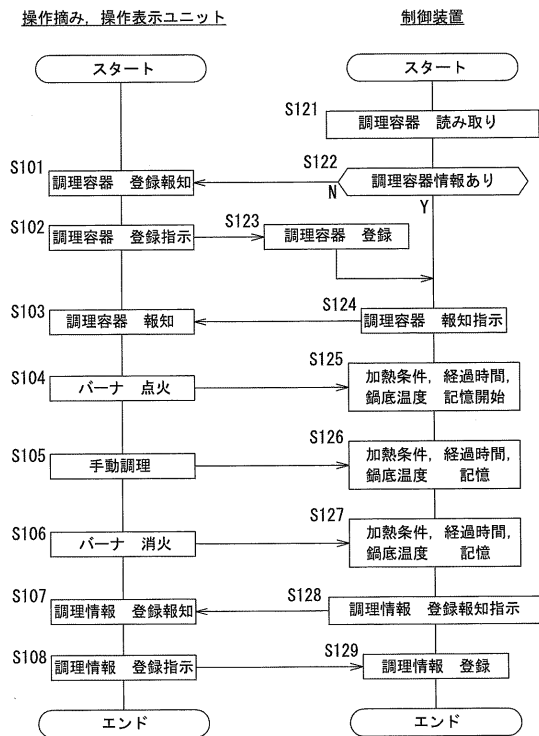 操作摘み，操作表示ユニット
制御装置
スタート
スタート
S121
調理容器 読み取り
S101
S122
調理容器 登録報知
調理容器情報あり
N
Y
S102
S123
調理容器 登録指示
調理容器 登録
S103
S124
調理容器 報知
調理容器 報知指示
S104
S125
バーナ 点火
加熱条件，経過時間，
鍋底温度 記憶開始
S105
S126
手動調理
加熱条件，経過時間，
鍋底温度 記憶
S106
S127
バーナ 消火
加熱条件，経過時間，
鍋底温度 記憶
S107
S128
調理情報 登録報知
調理情報 登録報知指示
S108
S129
調理情報 登録指示
調理情報 登録
エンド
エンド